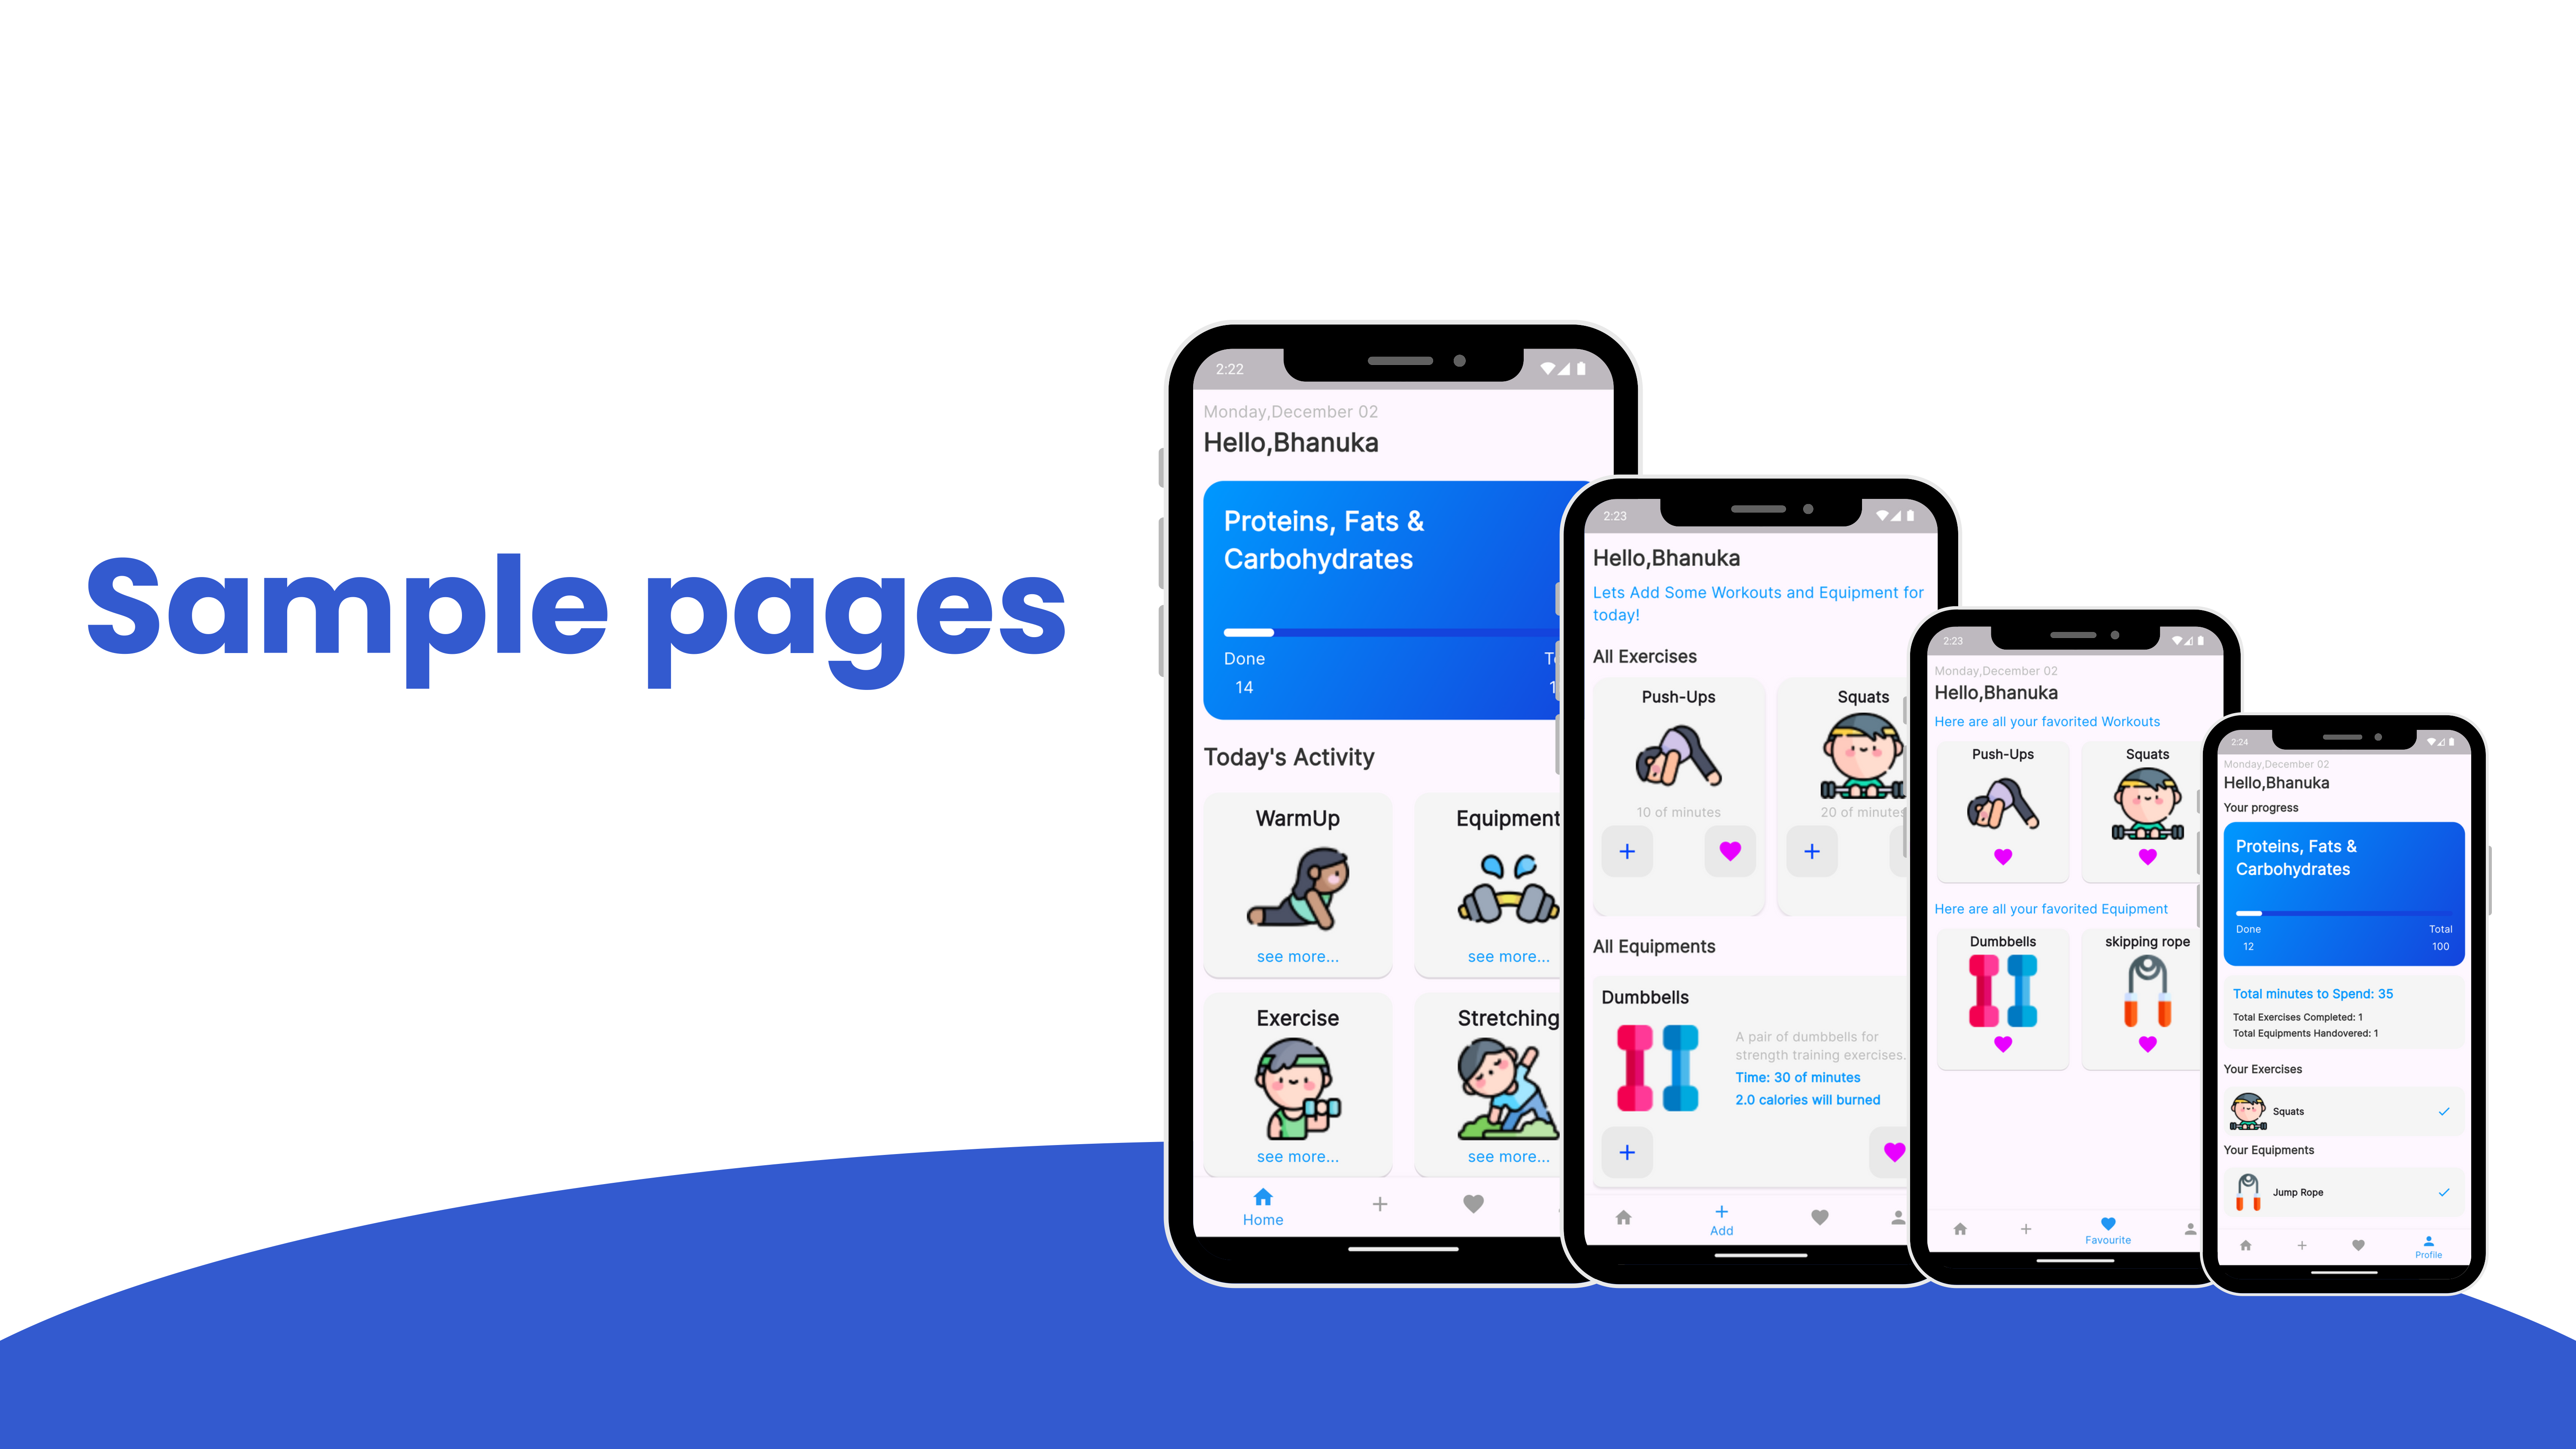 Sample pages
2:22
Monday,December 02
Hello,Bhanuka
Proteins, Fats &
Carbohydrates
Done
14
Today's Activity
WarmUp
Equipment
see more...
see more...
Exercise
Stretching
see more...
see more...
Home
2:23
Hello,Bhanuka
Lets Add Some Workouts and Equipment for
today!
All Exercises
Push-Ups
Squats
10 of minutes
20 of minutes
All Equipments
Dumbbells
A pair of dumbbells for
strength training exercises.
Time: 30 of minutes
2.0 calories will burned
Add
2:23
Monday,December 02
Hello,Bhanuka
Here are all your favorited Workouts
Push-Ups
Squats
Here are all your favorited Equipment
Dumbbells
skipping rope
Favourite
2:24
Monday,December 02
Hello,Bhanuka
Your progress
Proteins, Fats &
Carbohydrates
Done
Total
12
100
Total minutes to Spend: 35
Total Exercises Completed: 1
Total Equipments Handovered: 1
Your Exercises
Squats
Your Equipments
Jump Rope
Profile